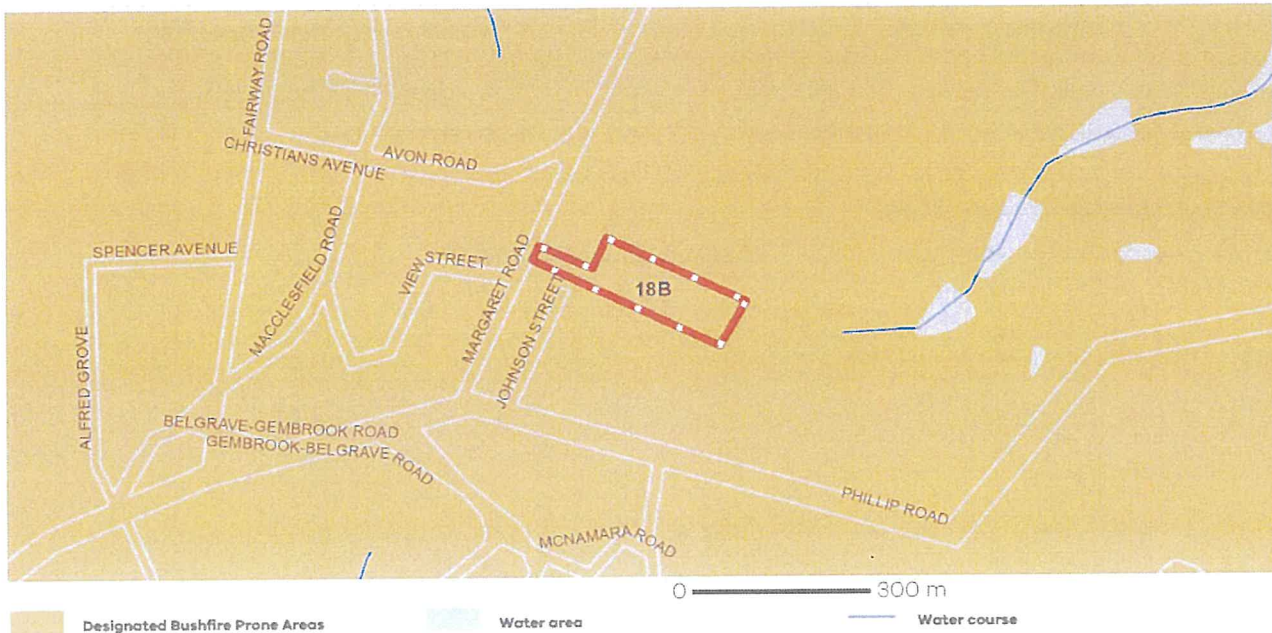 FAIRWAY ROAD
CHRISTIANS AVENUE
AVON ROAD
SPENCER AVENUE
MACCLESFIELD ROAD
VIEW STREET
MARGARET ROAD
JOHNSON STREET
18B
ALFRED GROVE
BELGRAVE-GEMBROOK ROAD
GEMBROOK-BELGRAVE ROAD
PHILLIP ROAD
MCNAMARA ROAD
0 300 m
Designated Bushfire Prone Areas
Water area
Water course